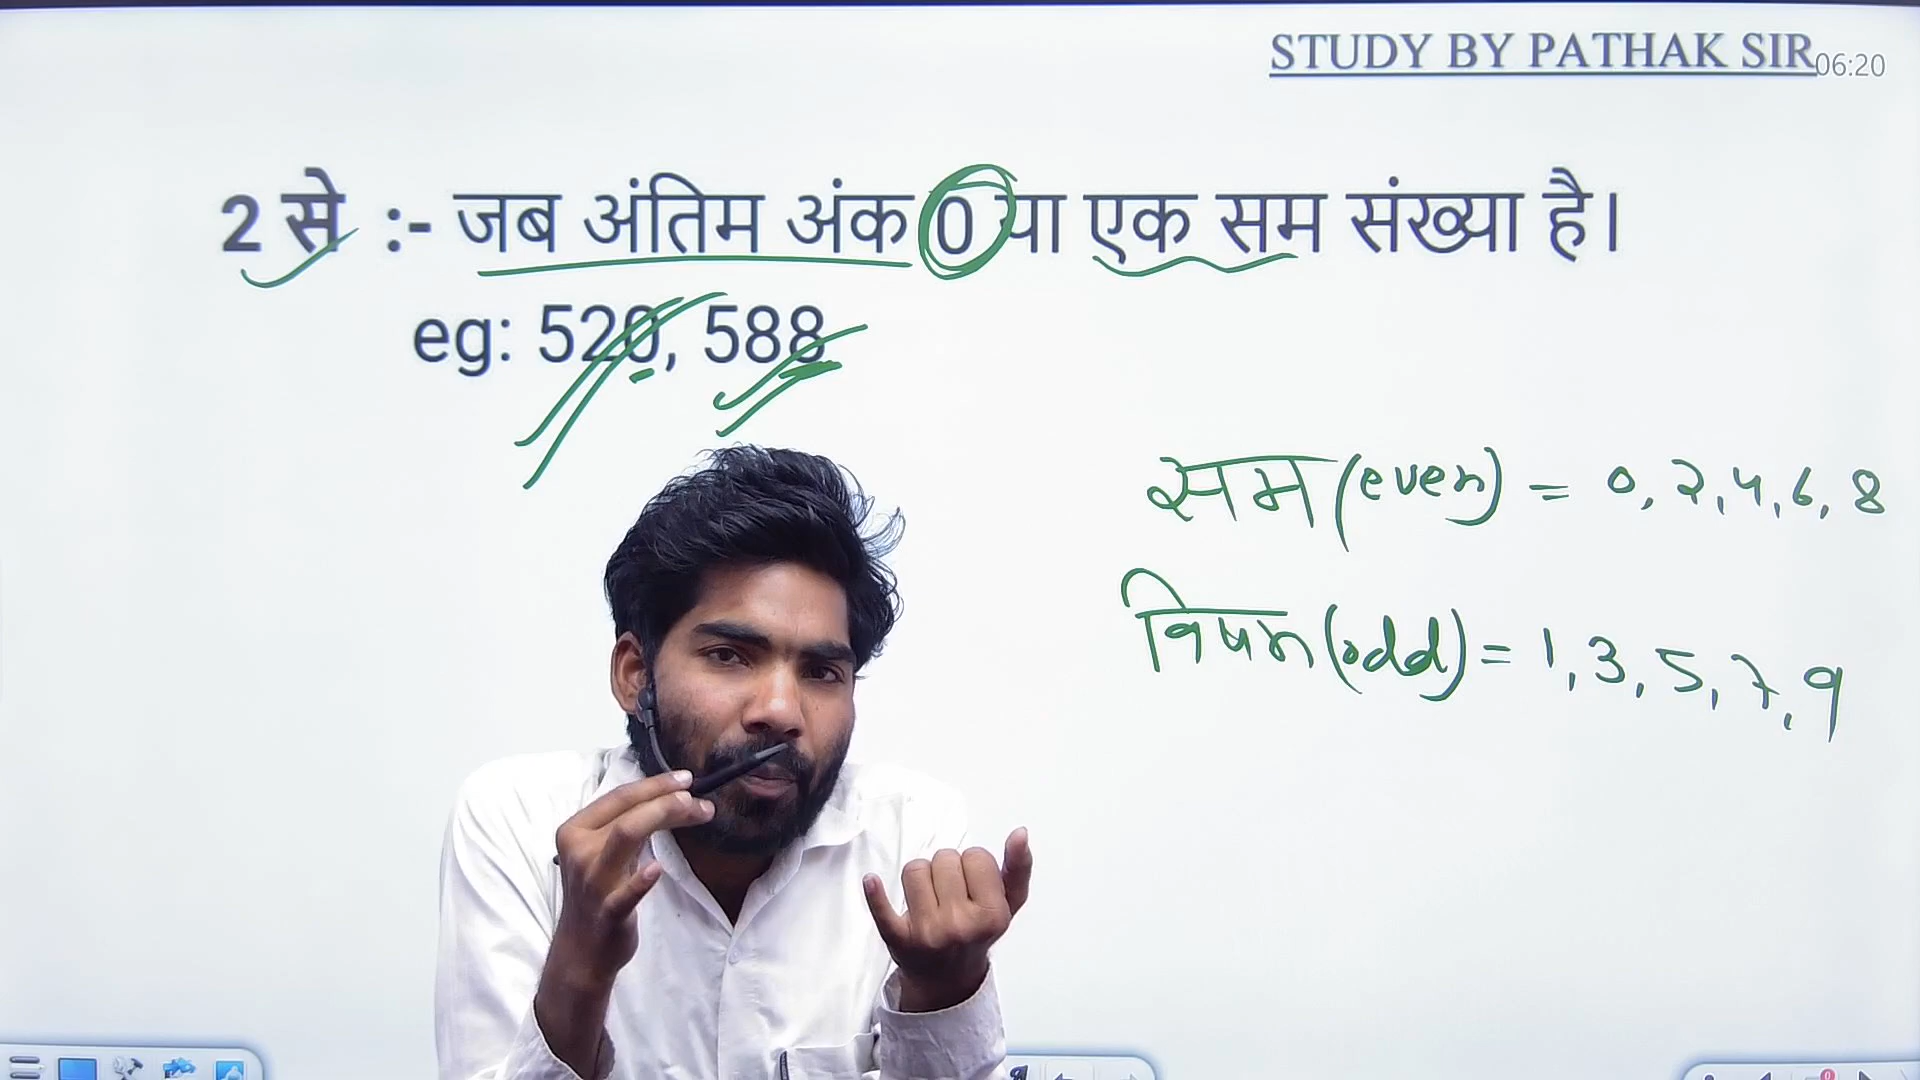 STUDY BY PATHAK SIR
06:20
2 से :- जब अंतिम अंक 0 या एक सम संख्या है।
eg: 520, 588
सम (even) = 0, 2, 4, 6, 8
विषम (odd) = 1, 3, 5, 7, 9